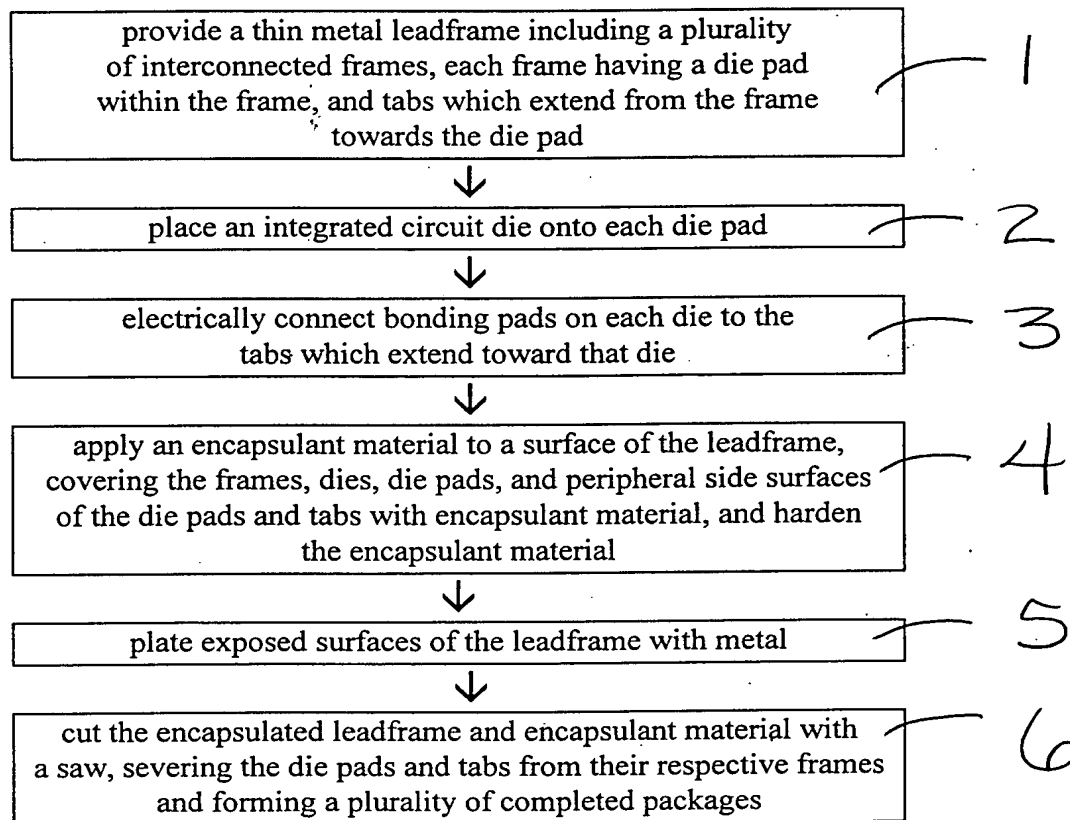 provide a thin metal leadframe including a plurality
of interconnected frames, each frame having a die pad
within the frame, and tabs which extend from the frame
towards the die pad
1
place an integrated circuit die onto each die pad
2
electrically connect bonding pads on each die to the
tabs which extend toward that die
3
apply an encapsulant material to a surface of the leadframe,
covering the frames, dies, die pads, and peripheral side surfaces
of the die pads and tabs with encapsulant material, and harden
the encapsulant material
4
plate exposed surfaces of the leadframe with metal
5
cut the encapsulated leadframe and encapsulant material with
a saw, severing the die pads and tabs from their respective frames
and forming a plurality of completed packages
6